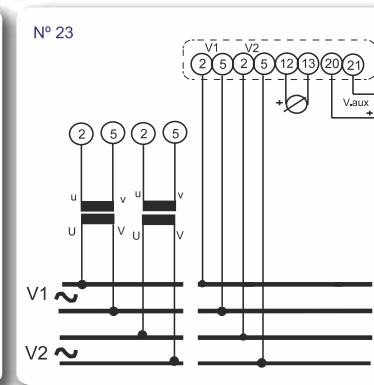 Nº 23
V1 V2
2 5 2 5 12 13 20 21
+
V.aux
+
2 5 2 5
u v u v
U V U V
V1
V2